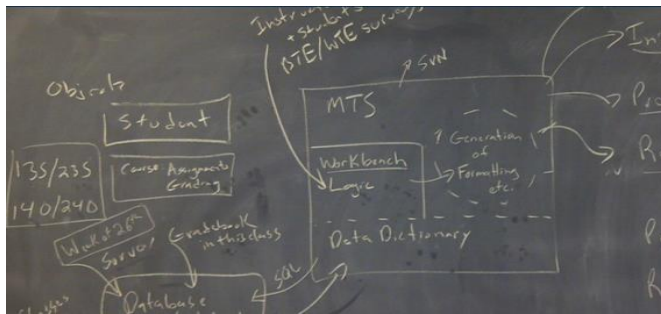 + students
BTE/WTE surveys
SVN
Objects
MTS
Student
Generation
of
Formatting
etc.
135/235
140/240
Course Assignments
Grading
Workbench
Logic
Week of 26th
Survey
Gradebook
in this class
Data Dictionary
SQL
Database